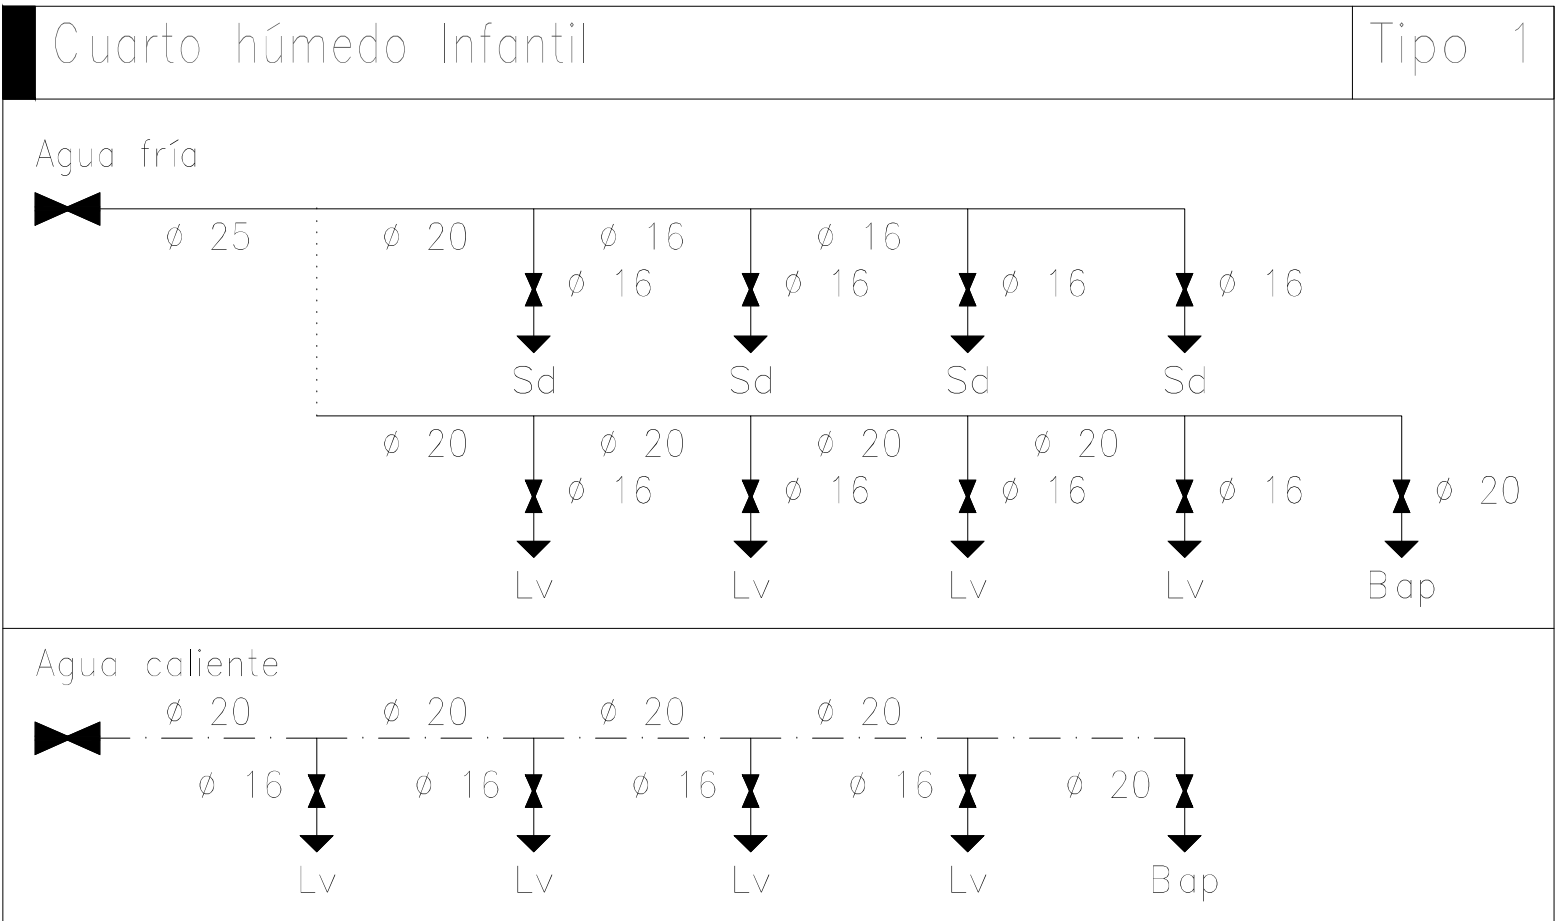 Cuarto húmedo Infantil Tipo 1
Agua fría
ø 25 ø 20 ø 16 ø 16
ø 16 ø 16 ø 16 ø 16
Sd Sd Sd Sd
ø 20 ø 20 ø 20 ø 20
ø 16 ø 16 ø 16 ø 16 ø 20
Lv Lv Lv Lv Bap
Agua caliente
ø 20 ø 20 ø 20 ø 20
ø 16 ø 16 ø 16 ø 16 ø 20
Lv Lv Lv Lv Bap